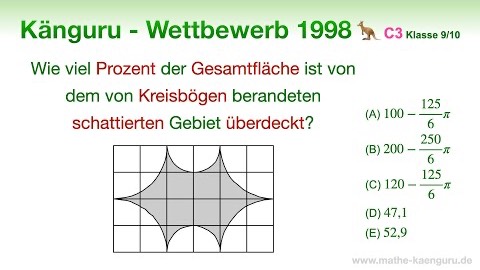 Känguru - Wettbewerb 1998 C3 Klasse 9/10
Wie viel Prozent der Gesamtfläche ist von
dem von Kreisbögen berandeten
schattierten Gebiet überdeckt?
(A) 100 − 125/6 π
(B) 200 − 250/6 π
(C) 120 − 125/6 π
(D) 47,1
(E) 52,9
www.mathe-kaenguru.de